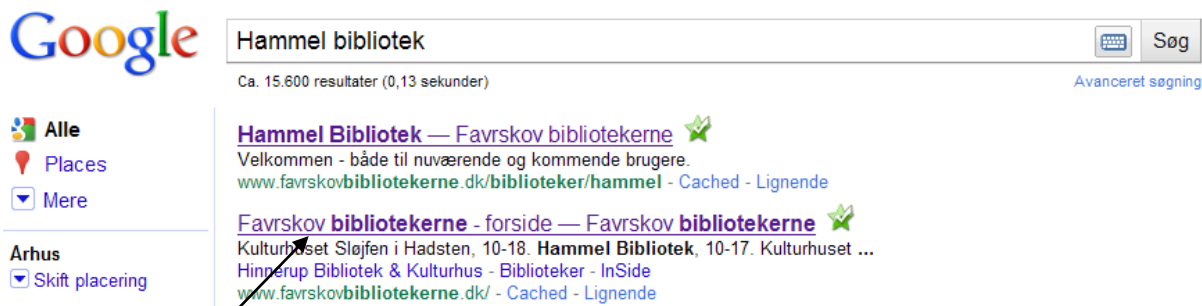 Google
Hammel bibliotek
Søg
Ca. 15.600 resultater (0,13 sekunder)
Avanceret søgning
Alle
Places
Mere
Arhus
Skift placering
Hammel Bibliotek — Favrskov bibliotekerne
Velkommen - både til nuværende og kommende brugere.
www.favrskovbibliotekerne.dk/biblioteker/hammel - Cached - Lignende
Favrskov bibliotekerne - forside — Favrskov bibliotekerne
Kulturhuset Sløjfen i Hadsten, 10-18. Hammel Bibliotek, 10-17. Kulturhuset ...
Hinnerup Bibliotek & Kulturhus - Biblioteker - InSide
www.favrskovbibliotekerne.dk/ - Cached - Lignende